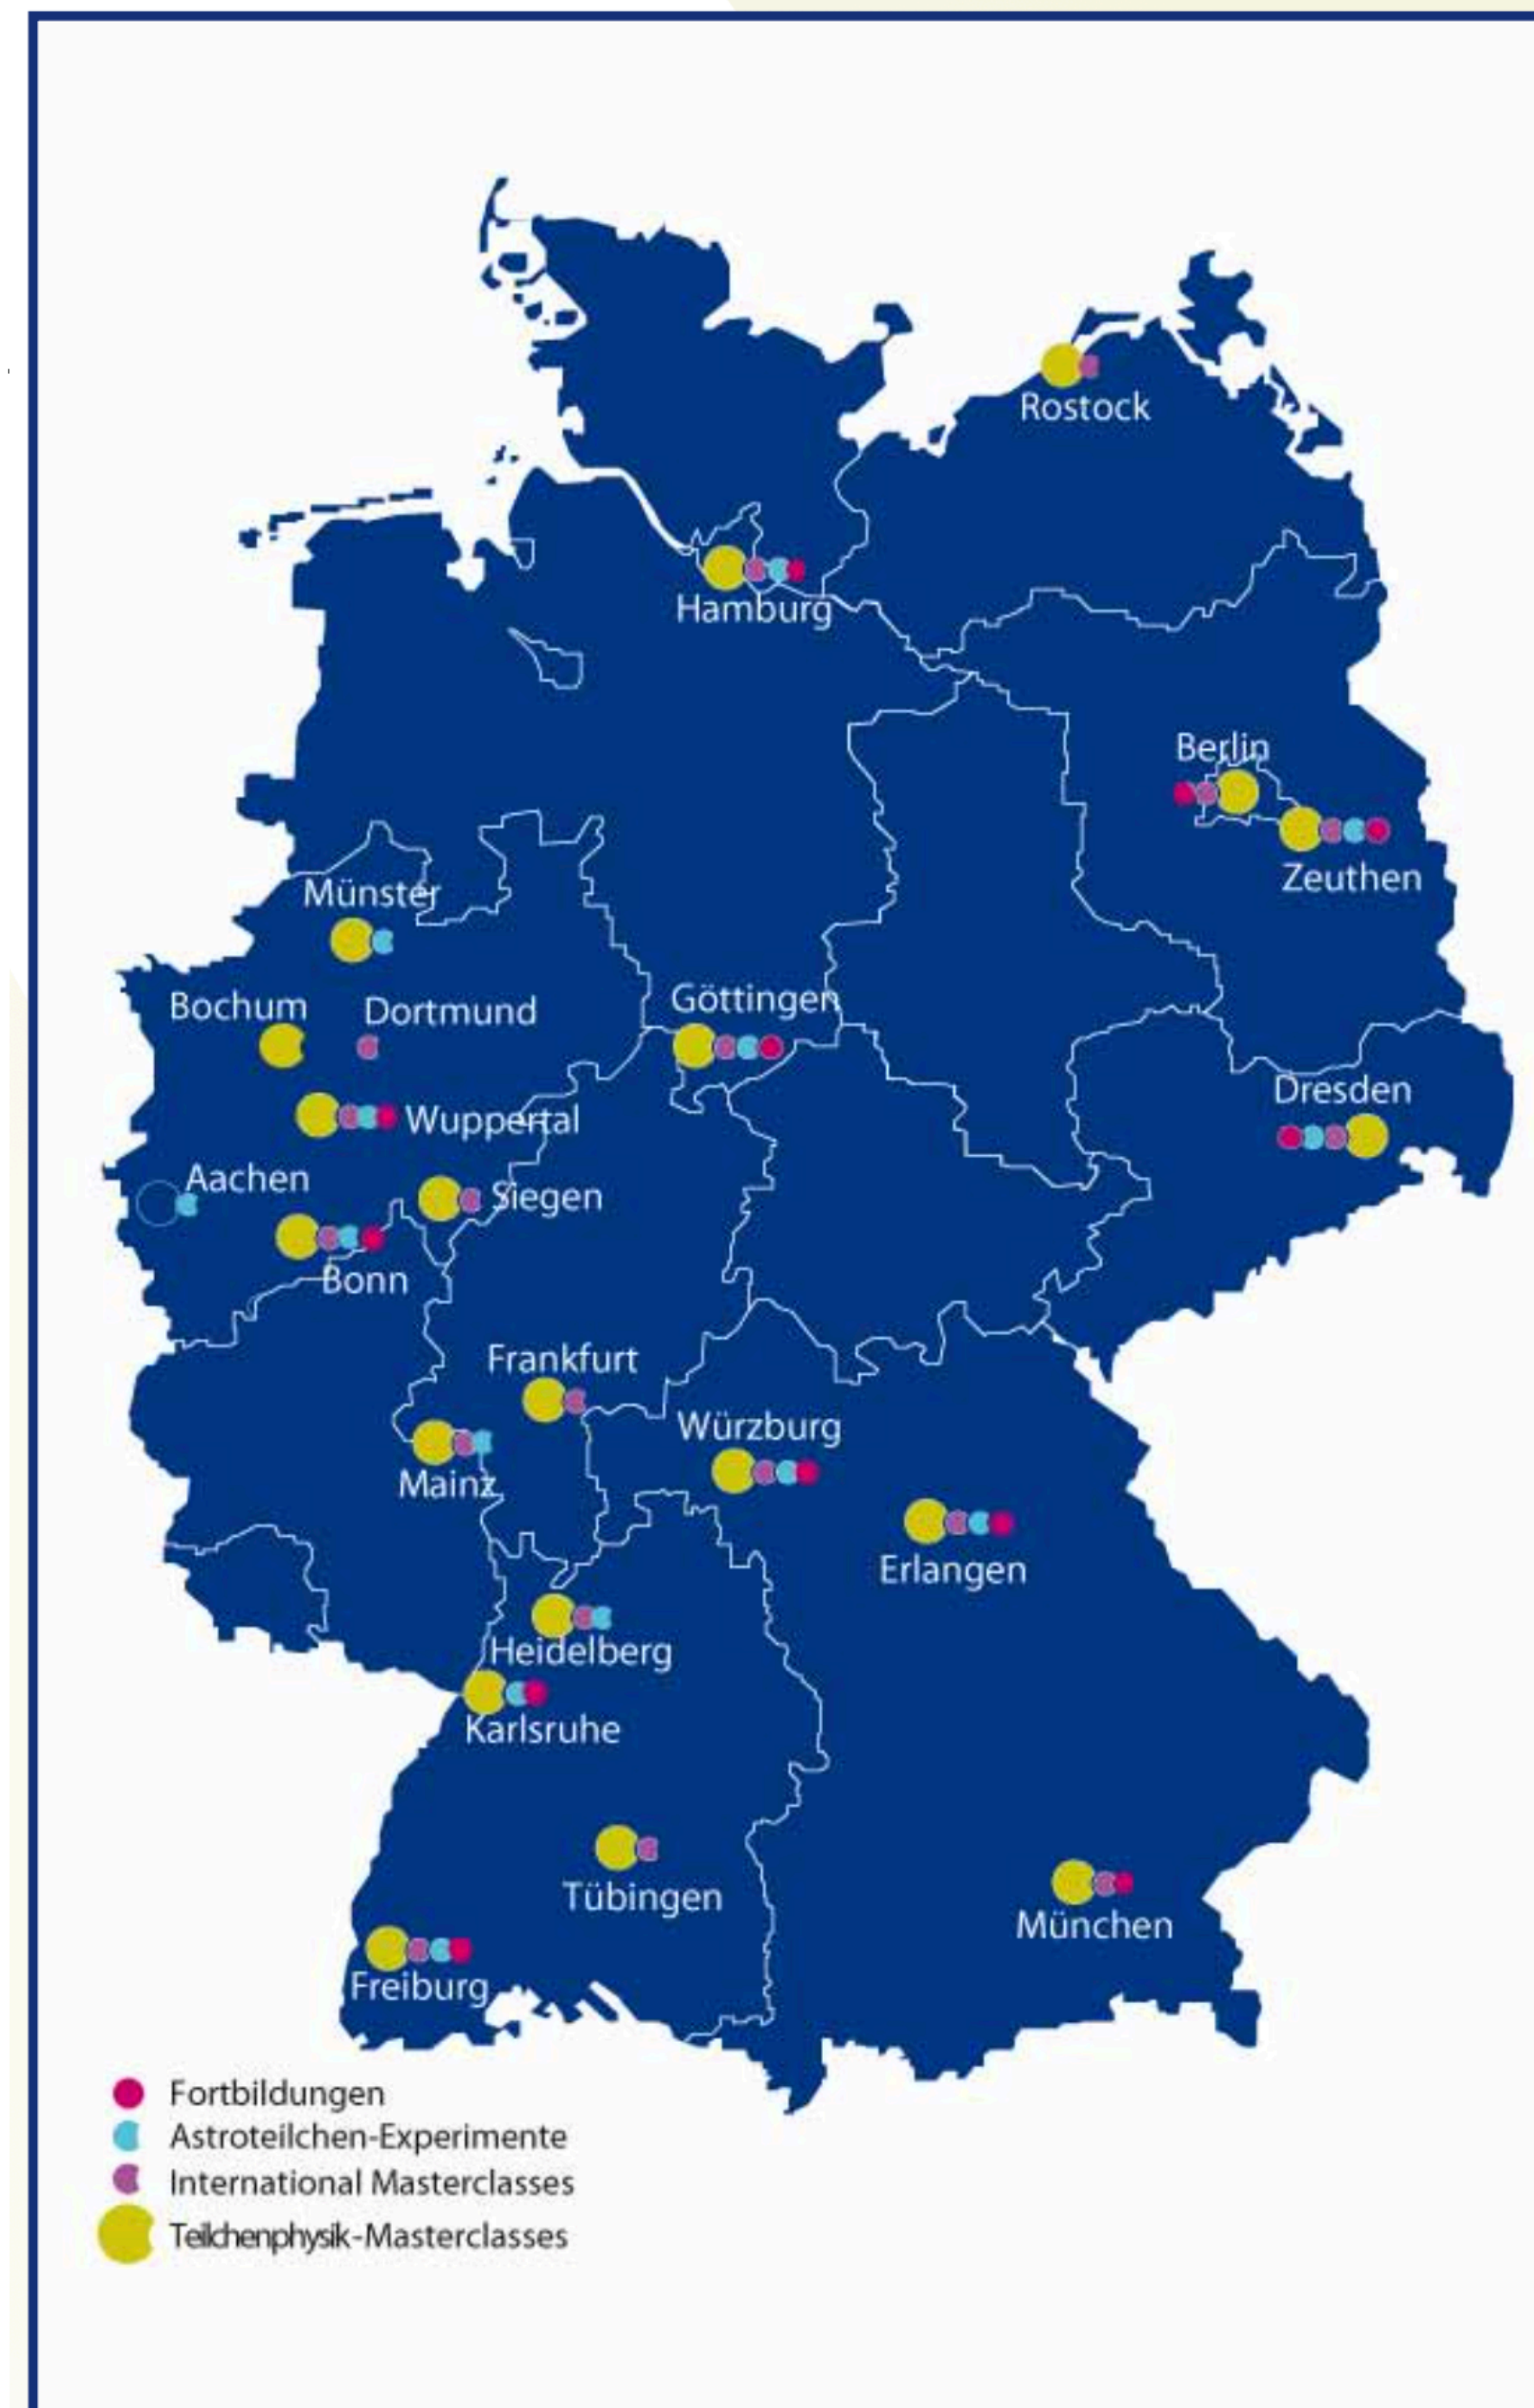 Rostock
Hamburg
Berlin
Zeuthen
Münster
Göttingen
Bochum
Dortmund
Dresden
Wuppertal
Aachen
Siegen
Bonn
Frankfurt
Würzburg
Mainz
Erlangen
Heidelberg
Karlsruhe
Tübingen
München
Freiburg
Fortbildungen
Astroteilchen-Experimente
International Masterclasses
Teilchenphysik-Masterclasses